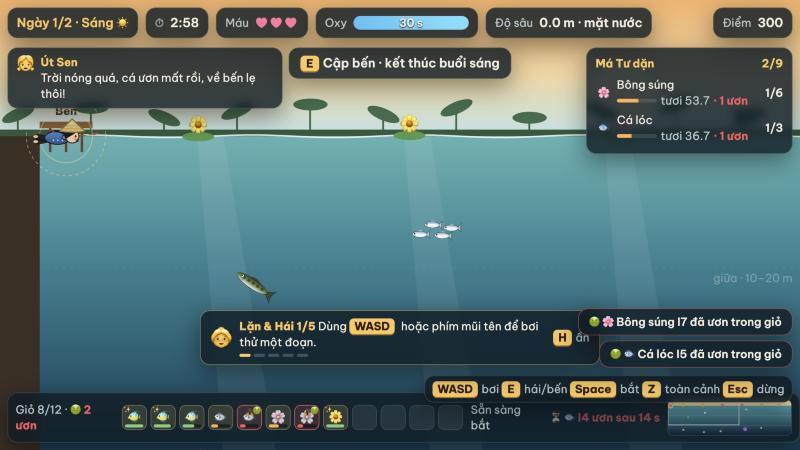 Ngày 1/2 · Sáng
2:58
Máu
Oxy 30 s
Độ sâu 0.0 m · mặt nước
Điểm 300
Út Sen
Trời nóng quá, cá ươn mất rồi, về bến lẹ
thôi!
E Cập bến · kết thúc buổi sáng
Má Tư dặn 2/9
Bông súng 1/6
tươi 53.7 · 1 ươn
Cá lóc 1/3
tươi 36.7 · 1 ươn
Bến
giữa · 10–20 m
Lặn & Hái 1/5 Dùng WASD hoặc phím mũi tên để bơi
thử một đoạn.
H ẩn
Bông súng I7 đã ươn trong giỏ
Cá lóc I5 đã ươn trong giỏ
WASD bơi E hái/bến Space bắt Z toàn cảnh Esc dừng
Giỏ 8/12 · 2
ươn
Sẵn sàng
bắt
I4 ươn sau 14 s